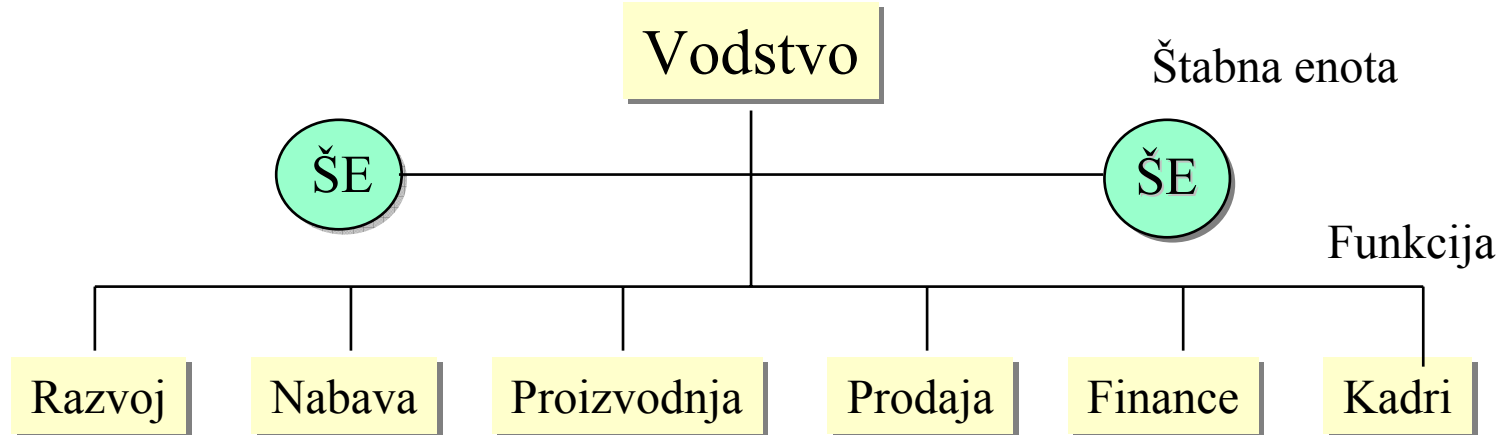 Vodstvo
Štabna enota
ŠE
ŠE
Funkcija
Razvoj
Nabava
Proizvodnja
Prodaja
Finance
Kadri